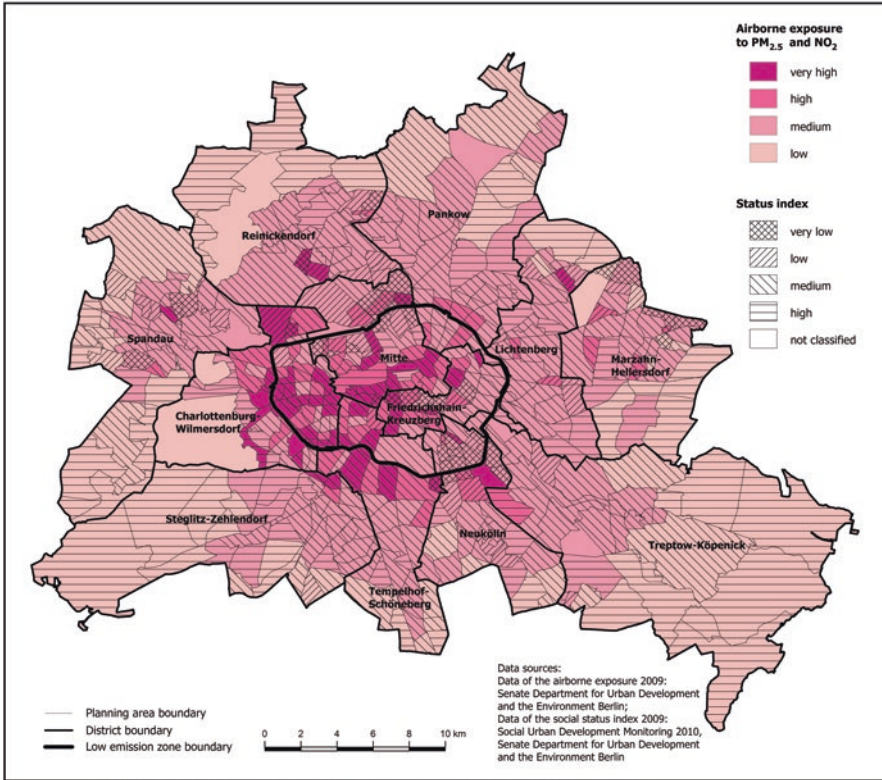 Airborne exposure
to PM2.5 and NO2
very high
high
medium
low
Status index
very low
low
medium
high
not classified
Pankow
Reinickendorf
Spandau
Mitte
Lichtenberg
Marzahn-
Hellersdorf
Charlottenburg-
Wilmersdorf
Friedrichshain-
Kreuzberg
Steglitz-Zehlendorf
Neukölln
Treptow-Köpenick
Tempelhof-
Schöneberg
Data sources:
Data of the airborne exposure 2009:
Senate Department for Urban Development
and the Environment Berlin;
Data of the social status index 2009:
Social Urban Development Monitoring 2010,
Senate Department for Urban Development
and the Environment Berlin
Planning area boundary
District boundary
Low emission zone boundary
0 2 4 6 8 10 km